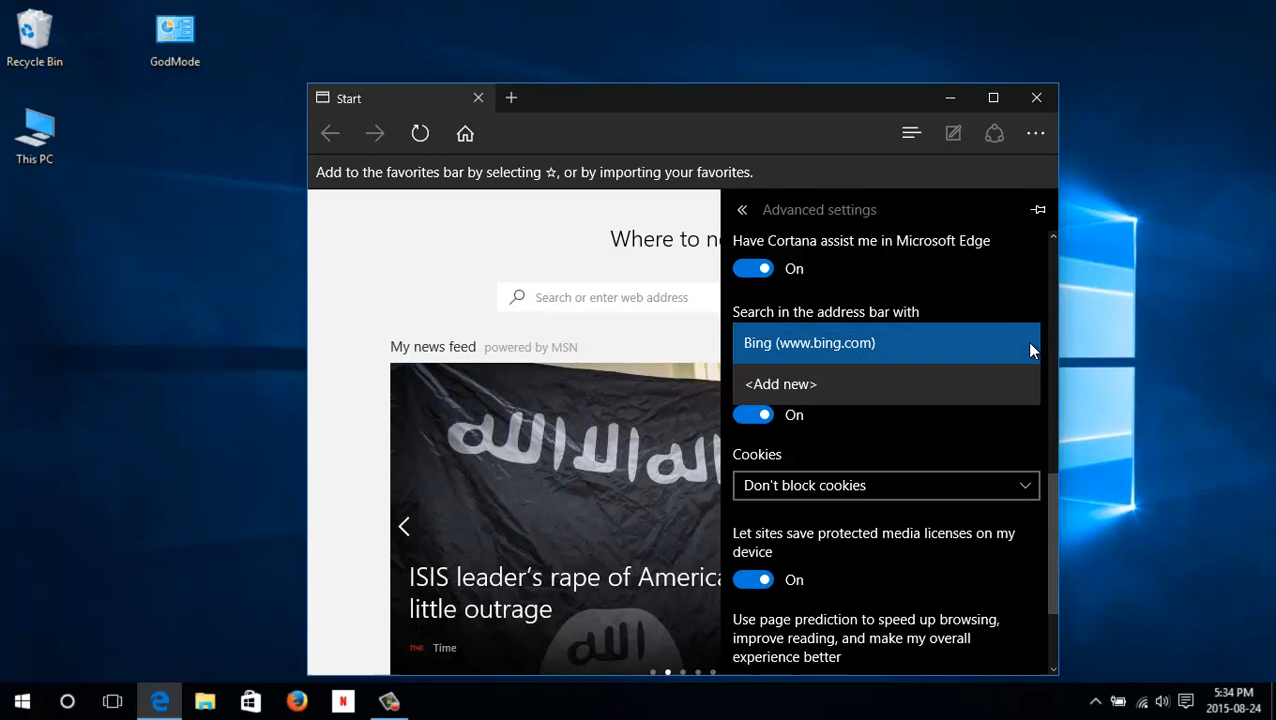 Recycle Bin
GodMode
This PC
Start
Add to the favorites bar by selecting ☆, or by importing your favorites.
Where to ne
Search or enter web address
My news feed powered by MSN
ISIS leader's rape of America
little outrage
TIME Time
Advanced settings
Have Cortana assist me in Microsoft Edge
On
Search in the address bar with
Bing (www.bing.com)
<Add new>
On
Cookies
Don't block cookies
Let sites save protected media licenses on my
device
On
Use page prediction to speed up browsing,
improve reading, and make my overall
experience better
N
5:34 PM
2015-08-24